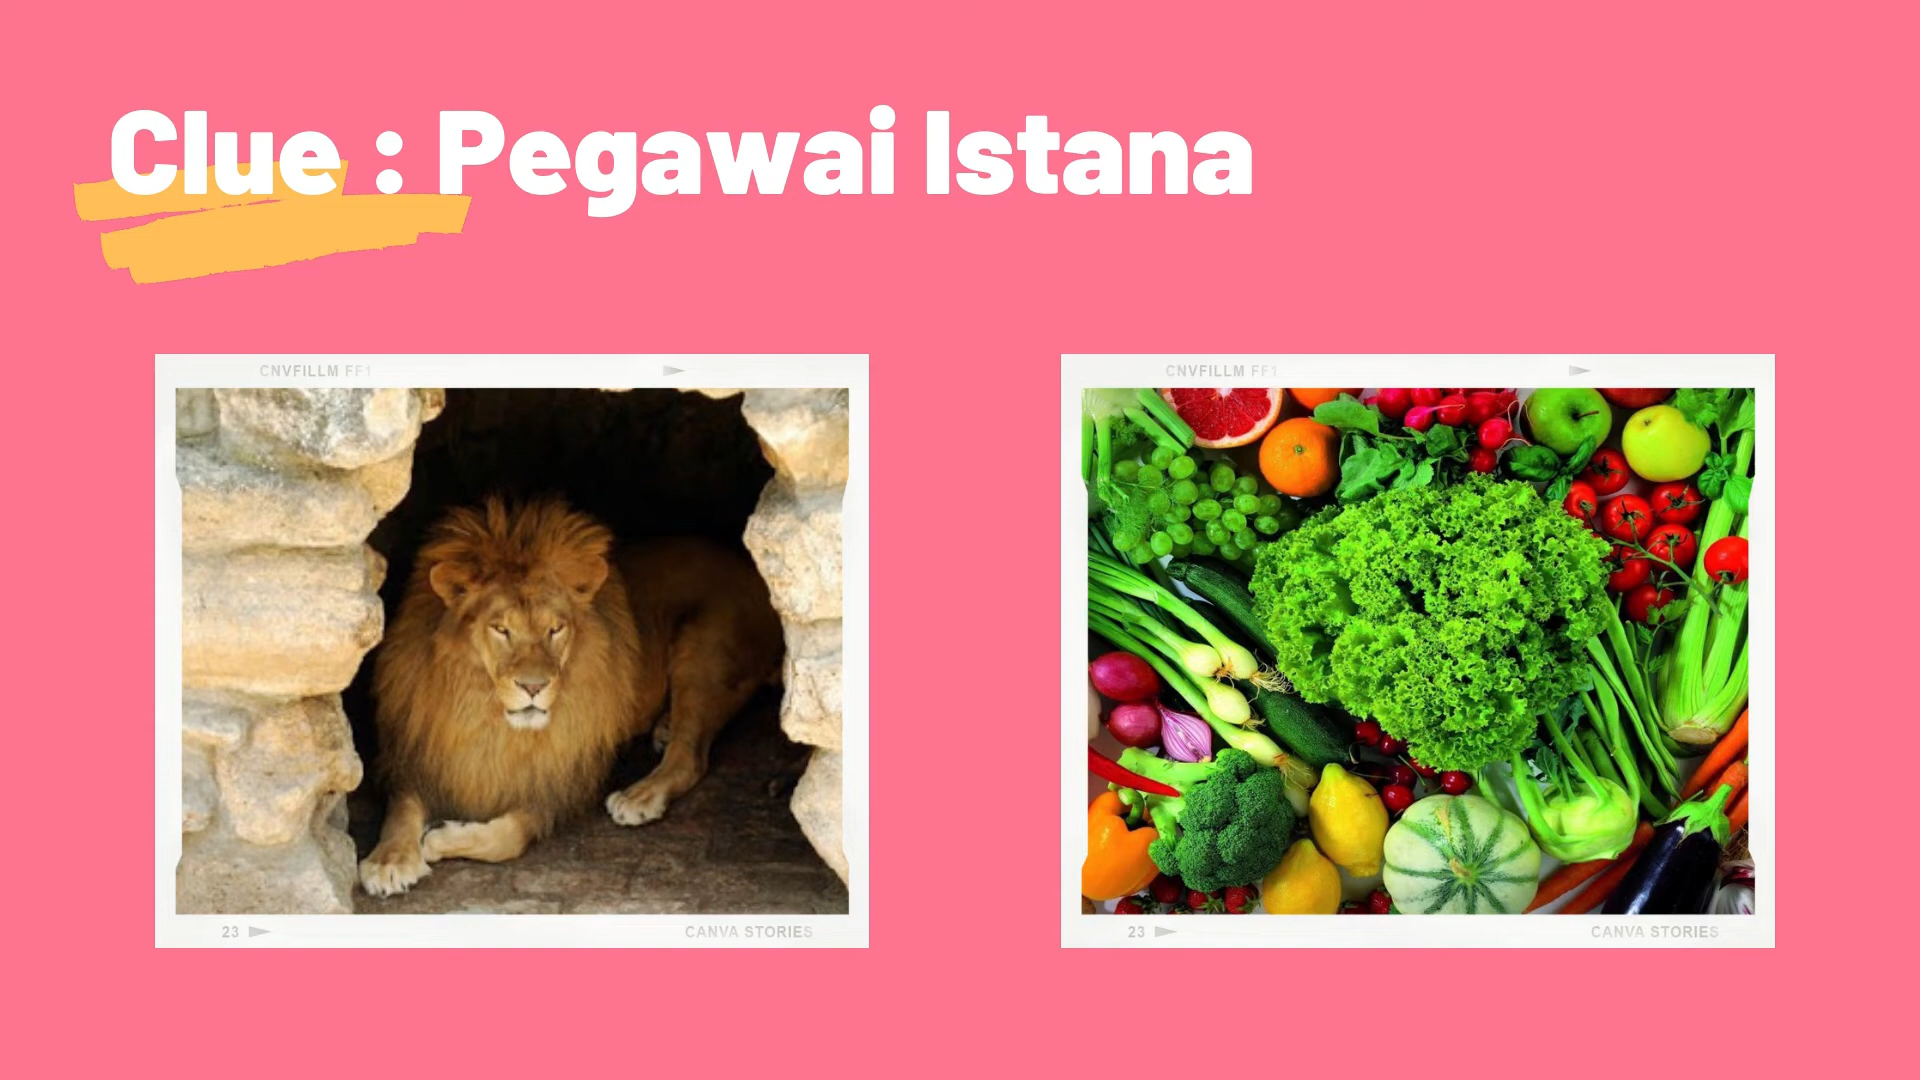 Clue : Pegawai Istana
CNVFILLM FF1
CNVFILLM FF1
23
CANVA STORIES
23
CANVA STORIES